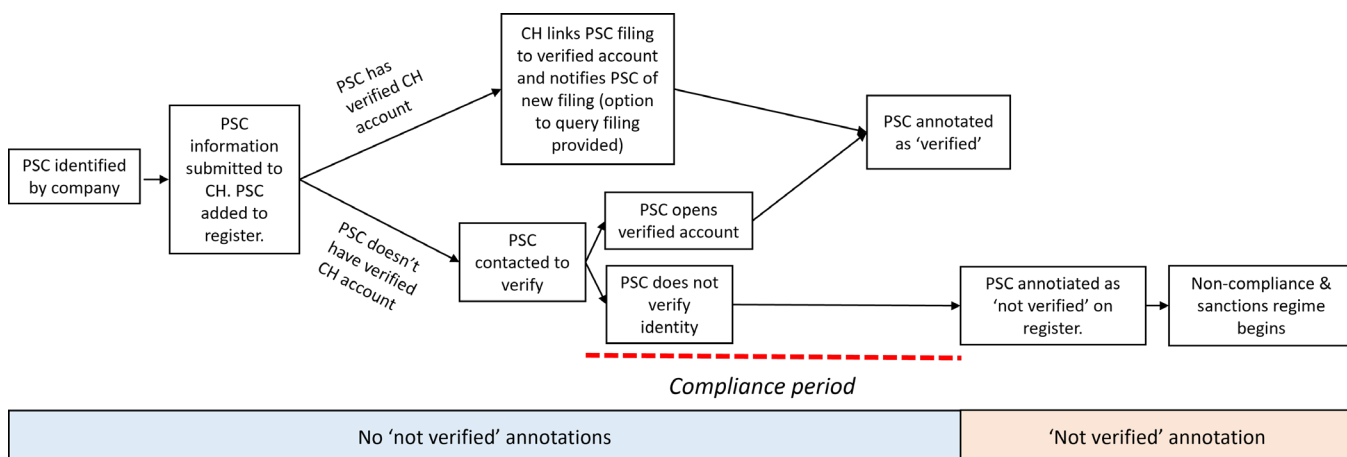 PSC identified
by company
PSC
information
submitted to
CH. PSC
added to
register.
PSC has
verified CH
account
PSC doesn't
have verified
CH account
CH links PSC filing
to verified account
and notifies PSC of
new filing (option
to query filing
provided)
PSC
contacted to
verify
PSC opens
verified account
PSC does not
verify
identity
PSC annotated
as ‘verified’
PSC annotiated as
‘not verified’ on
register.
Non-compliance &
sanctions regime
begins
Compliance period
No ‘not verified’ annotations
‘Not verified’ annotation